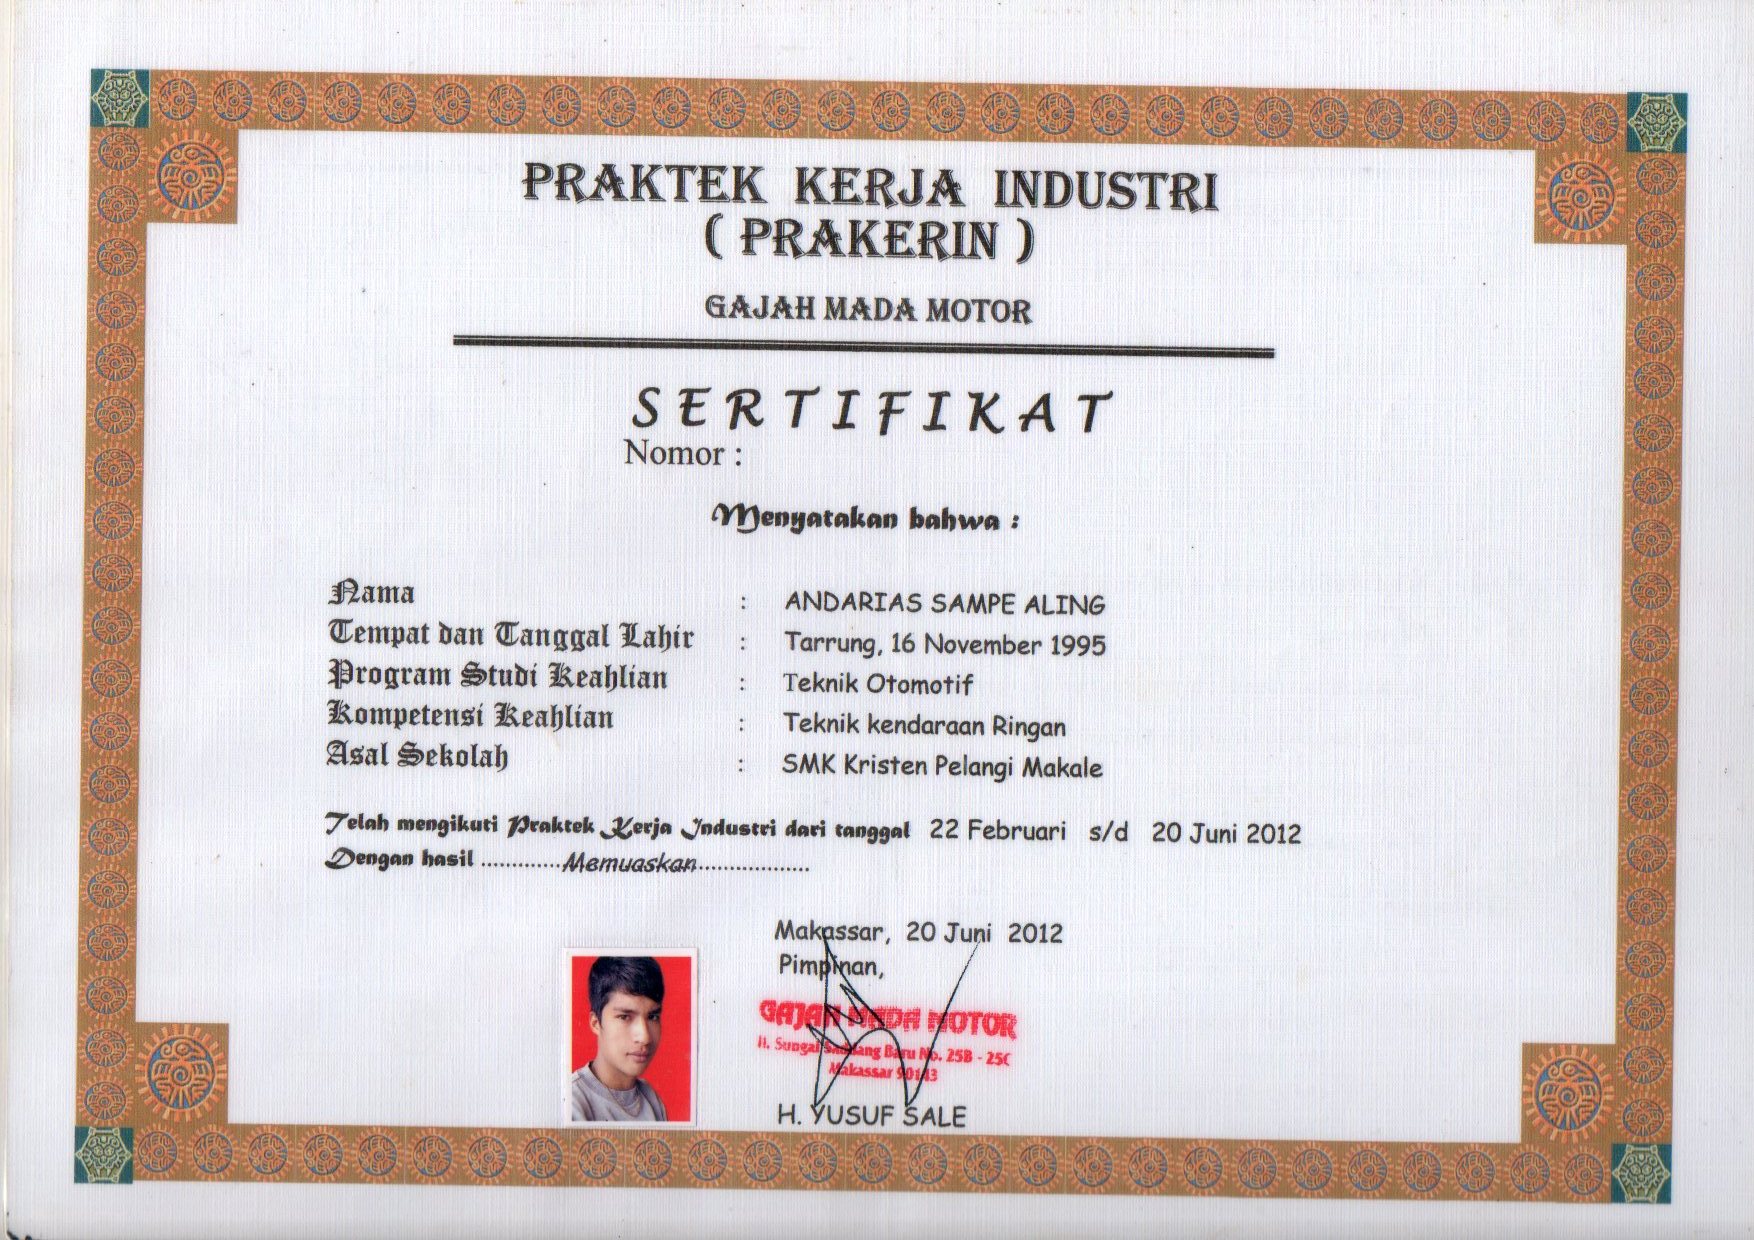 PRAKTEK KERJA INDUSTRI
( PRAKERIN )
GAJAH MADA MOTOR
SERTIFIKAT
Nomor :
Menyatakan bahwa :
Nama : ANDARIAS SAMPE ALING
Tempat dan Tanggal Lahir : Tarrung, 16 November 1995
Program Studi Keahlian : Teknik Otomotif
Kompetensi Keahlian : Teknik kendaraan Ringan
Asal Sekolah : SMK Kristen Pelangi Makale
Telah mengikuti Praktek Kerja Industri dari tanggal 22 Februari s/d 20 Juni 2012
Dengan hasil .............Memuaskan..................
Makassar, 20 Juni 2012
Pimpinan,
GAJAH MADA MOTOR
Jl. Sungai Saddang Baru No. 25B - 25C
Makassar 90143
H. YUSUF SALE